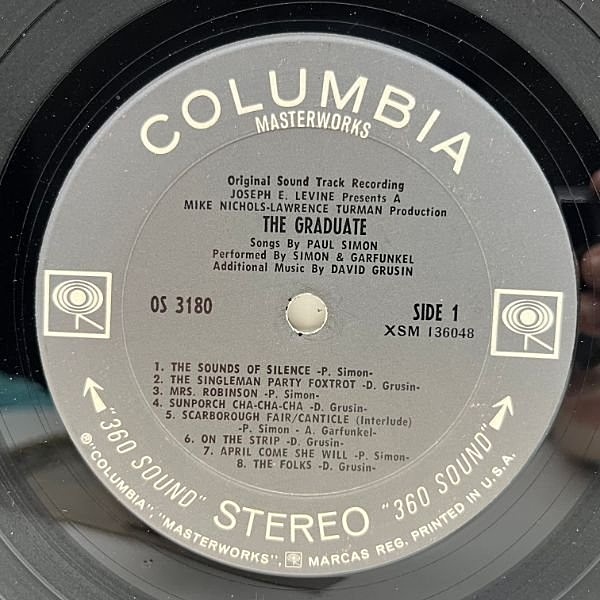 COLUMBIA
MASTERWORKS
Original Sound Track Recording
JOSEPH E. LEVINE Presents A
MIKE NICHOLS-LAWRENCE TURMAN Production
THE GRADUATE
Songs By PAUL SIMON
Performed By SIMON & GARFUNKEL
Additional Music By DAVID GRUSIN
OS 3180
SIDE 1
XSM 136048
1. THE SOUNDS OF SILENCE -P. Simon-
2. THE SINGLEMAN PARTY FOXTROT -D. Grusin-
3. MRS. ROBINSON -P. Simon-
4. SUNPORCH CHA-CHA-CHA -D. Grusin-
5. SCARBOROUGH FAIR/CANTICLE (Interlude)
-P. Simon - A. Garfunkel-
6. ON THE STRIP -D. Grusin-
7. APRIL COME SHE WILL -P. Simon-
8. THE FOLKS -D. Grusin-
"360 SOUND" STEREO "360 SOUND"
℗"COLUMBIA", "MASTERWORKS", MARCAS REG. PRINTED IN U.S.A.